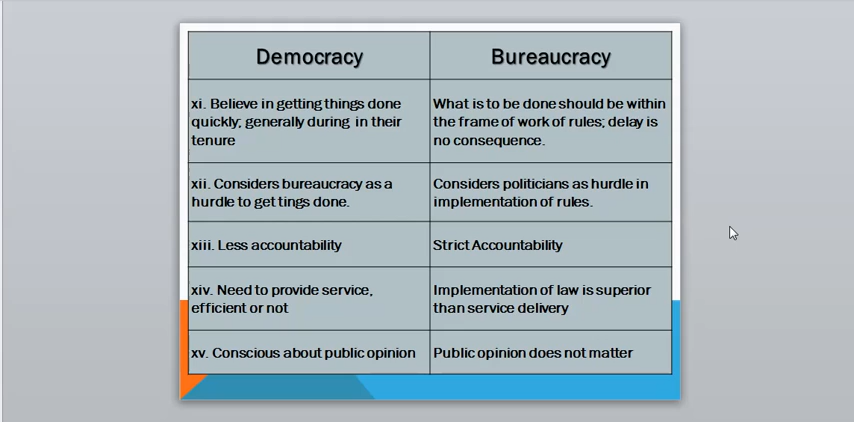 Democracy
Bureaucracy
xi. Believe in getting things done
quickly; generally during in their
tenure
What is to be done should be within
the frame of work of rules; delay is
no consequence.
xii. Considers bureaucracy as a
hurdle to get tings done.
Considers politicians as hurdle in
implementation of rules.
xiii. Less accountability
Strict Accountability
xiv. Need to provide service,
efficient or not
Implementation of law is superior
than service delivery
xv. Conscious about public opinion
Public opinion does not matter